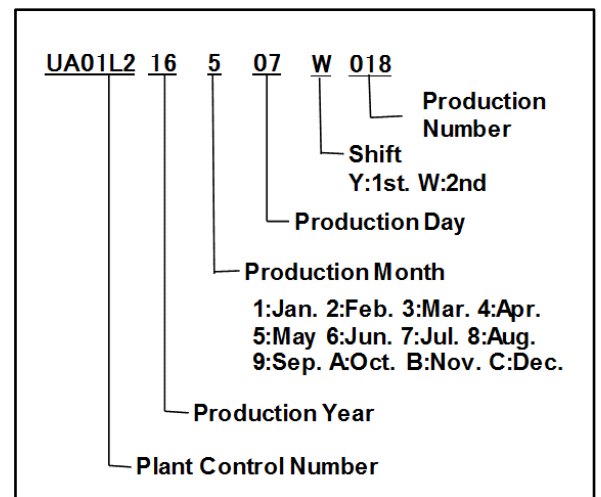 UA01L2 16 5 07 W 018
Production
Number
Shift
Y:1st. W:2nd
Production Day
Production Month
1:Jan. 2:Feb. 3:Mar. 4:Apr.
5:May 6:Jun. 7:Jul. 8:Aug.
9:Sep. A:Oct. B:Nov. C:Dec.
Production Year
Plant Control Number